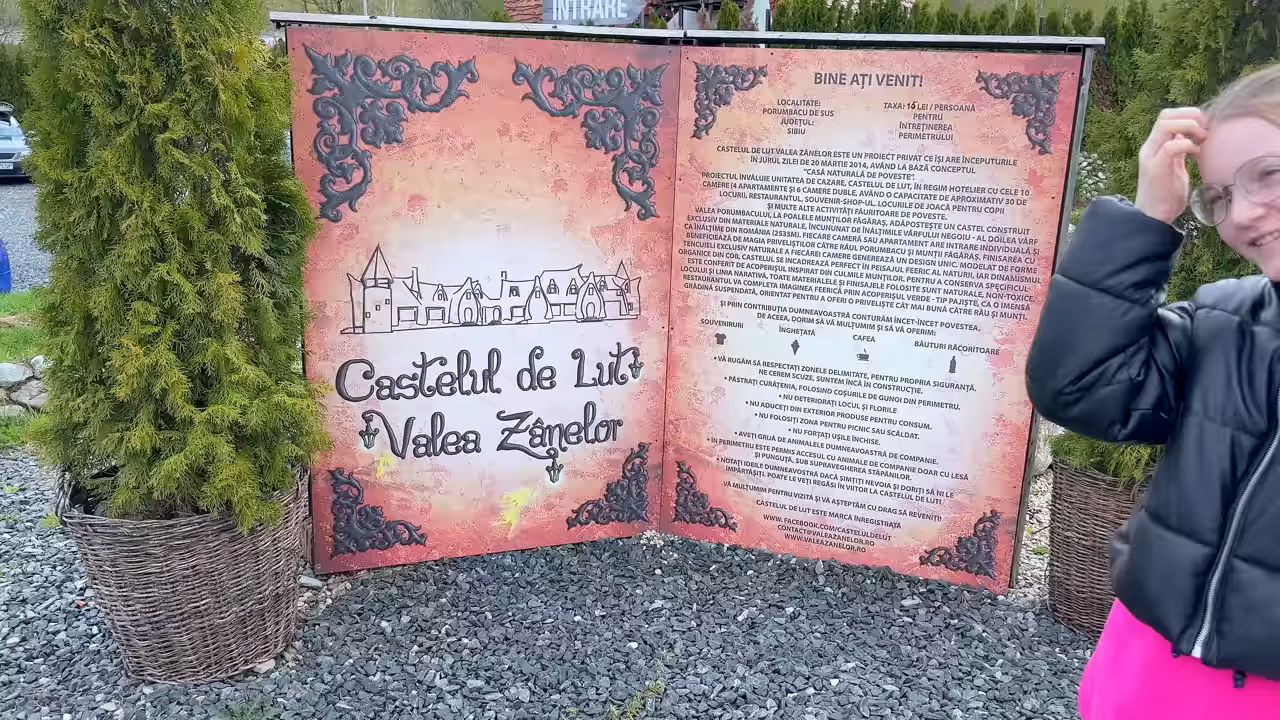 INTRARE
Castelul de Lut
Valea Zânelor
BINE AȚI VENIT!
LOCALITATE:
PORUMBACU DE SUS
JUDEȚUL:
SIBIU
TAXA: 16 LEI / PERSOANĂ
PENTRU
ÎNTREȚINEREA
PERIMETRULUI
CASTELUL DE LUT VALEA ZÂNELOR ESTE UN PROIECT PRIVAT CE ÎȘI ARE ÎNCEPUTURILE
ÎN JURUL ZILEI DE 20 MARTIE 2014, AVÂND LA BAZĂ CONCEPTUL
"CASĂ NATURALĂ DE POVESTE".
PROIECTUL ÎNVĂLUIE UNITATEA DE CAZARE, CASTELUL DE LUT, ÎN REGIM HOTELIER CU CELE 10
CAMERE (4 APARTAMENTE ȘI 6 CAMERE DUBLE, AVÂND O CAPACITATE DE APROXIMATIV 30 DE
LOCURI), RESTAURANTUL, SOUVENIR-SHOP-UL, LOCURILE DE JOACĂ PENTRU COPII
ȘI MULTE ALTE ACTIVITĂȚI FĂURITOARE DE POVESTE.
VALEA PORUMBACULUI, LA POALELE MUNȚILOR FĂGĂRAȘ, ADĂPOSTEȘTE UN CASTEL CONSTRUIT
EXCLUSIV DIN MATERIALE NATURALE, ÎNCUNUNAT DE ÎNĂLȚIMILE VÂRFULUI NEGOIU - AL DOILEA VÂRF
CA ÎNĂLȚIME DIN ROMÂNIA (2535M). FIECARE CAMERĂ SAU APARTAMENT ARE INTRARE INDIVIDUALĂ ȘI
BENEFICIAZĂ DE MAGIA PRIVELIȘTILOR CĂTRE RÂUL PORUMBACU ȘI MUNȚII FĂGĂRAȘ. FINISAREA CU
TENCUIELI EXCLUSIV NATURALE A FIECĂREI CAMERE GENEREAZĂ UN DESIGN UNIC. MODELAT DE FORME
ORGANICE DIN COB, CASTELUL SE INCADREAZĂ PERFECT ÎN PEISAJUL FEERIC AL NATURII, IAR DINAMISMUL
ESTE CONFERIT DE ACOPERIȘUL INSPIRAT DIN CULMILE MUNȚILOR. PENTRU A CONSERVA SPECIFICUL
LOCULUI ȘI LINIA NARATIVĂ, TOATE MATERIALELE ȘI FINISAJELE FOLOSITE SUNT NATURALE, NON-TOXICE.
RESTAURANTUL VA COMPLETA IMAGINEA FEERICĂ PRIN ACOPERIȘUL VERDE - TIP PAJIȘTE, CA O IMENSĂ
GRĂDINĂ SUSPENDATĂ, ORIENTAT PENTRU A OFERI O PRIVELIȘTE CÂT MAI BUNĂ CĂTRE RÂU ȘI MUNȚI.
ȘI PRIN CONTRIBUȚIA DUMNEAVOASTRĂ CONTURĂM ÎNCET-ÎNCET POVESTEA.
DE ACEEA, DORIM SĂ VĂ MULȚUMIM ȘI SĂ VĂ OFERIM:
SOUVENIRURI
ÎNGHEȚATĂ
CAFEA
BĂUTURI RĂCORITOARE
• VĂ RUGĂM SĂ RESPECTAȚI ZONELE DELIMITATE, PENTRU PROPRIA SIGURANȚĂ.
NE CEREM SCUZE. SUNTEM ÎNCĂ ÎN CONSTRUCȚIE.
• PĂSTRAȚI CURĂȚENIA, FOLOSIND COȘURILE DE GUNOI DIN PERIMETRU.
• NU DETERIORAȚI LOCUL ȘI FLORILE
• NU ADUCEȚI DIN EXTERIOR PRODUSE PENTRU CONSUM.
• NU FOLOSIȚI ZONA PENTRU PICNIC SAU SCĂLDAT.
• NU FORȚAȚI UȘILE ÎNCHISE.
• AVEȚI GRIJĂ DE ANIMALELE DUMNEAVOASTRĂ DE COMPANIE.
• ÎN PERIMETRU ESTE PERMIS ACCESUL CU ANIMALE DE COMPANIE DOAR CU LESĂ
ȘI PUNGUȚĂ, SUB SUPRAVEGHEREA STĂPÂNILOR.
• NOTAȚI IDEILE DUMNEAVOASTRĂ DACĂ SIMȚIȚI NEVOIA ȘI DORIȚI SĂ NI LE
ÎMPĂRTĂȘIȚI. POATE LE VEȚI REGĂSI ÎN VIITOR LA CASTELUL DE LUT!
VĂ MULȚUMIM PENTRU VIZITĂ ȘI VĂ AȘTEPTĂM CU DRAG SĂ REVENIȚI!
CASTELUL DE LUT ESTE MARCĂ ÎNREGISTRATĂ
WWW.FACEBOOK.COM/CASTELULDELUT
CONTACT@VALEAZANELOR.RO
WWW.VALEAZANELOR.RO